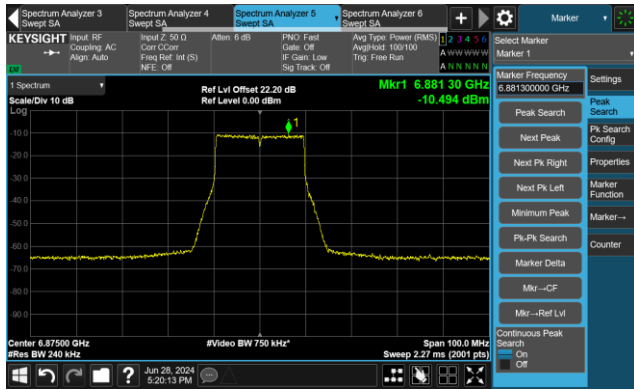 Spectrum Analyzer 3
Swept SA
Spectrum Analyzer 4
Swept SA
Spectrum Analyzer 5
Swept SA
Spectrum Analyzer 6
Swept SA
+
Marker
KEYSIGHT
Input: RF
Coupling: AC
Align: Auto
Input Z: 50 Ω
Corr CCorr
Freq Ref: Int (S)
NFE: Off
Atten: 6 dB
PNO: Fast
Gate: Off
IF Gain: Low
Sig Track: Off
Avg Type: Power (RMS)
Avg|Hold: 100/100
Trig: Free Run
1 2 3 4 5 6
A W W W W W
A N N N N N
Select Marker
Marker 1
1 Spectrum
Scale/Div 10 dB
Log
Ref Lvl Offset 22.20 dB
Ref Level 0.00 dBm
Mkr1 6.881 30 GHz
-10.494 dBm
1
-10.0
-20.0
-30.0
-40.0
-50.0
-60.0
-70.0
-80.0
-90.0
Center 6.87500 GHz
#Res BW 240 kHz
#Video BW 750 kHz*
Span 100.0 MHz
Sweep 2.27 ms (2001 pts)
Marker Frequency
6.881300000 GHz
Peak Search
Next Peak
Next Pk Right
Next Pk Left
Minimum Peak
Pk-Pk Search
Marker Delta
Mkr→CF
Mkr→Ref Lvl
Continuous Peak
Search
On
Off
Settings
Peak
Search
Pk Search
Config
Properties
Marker
Function
Marker→
Counter
?
Jun 28, 2024
5:20:13 PM